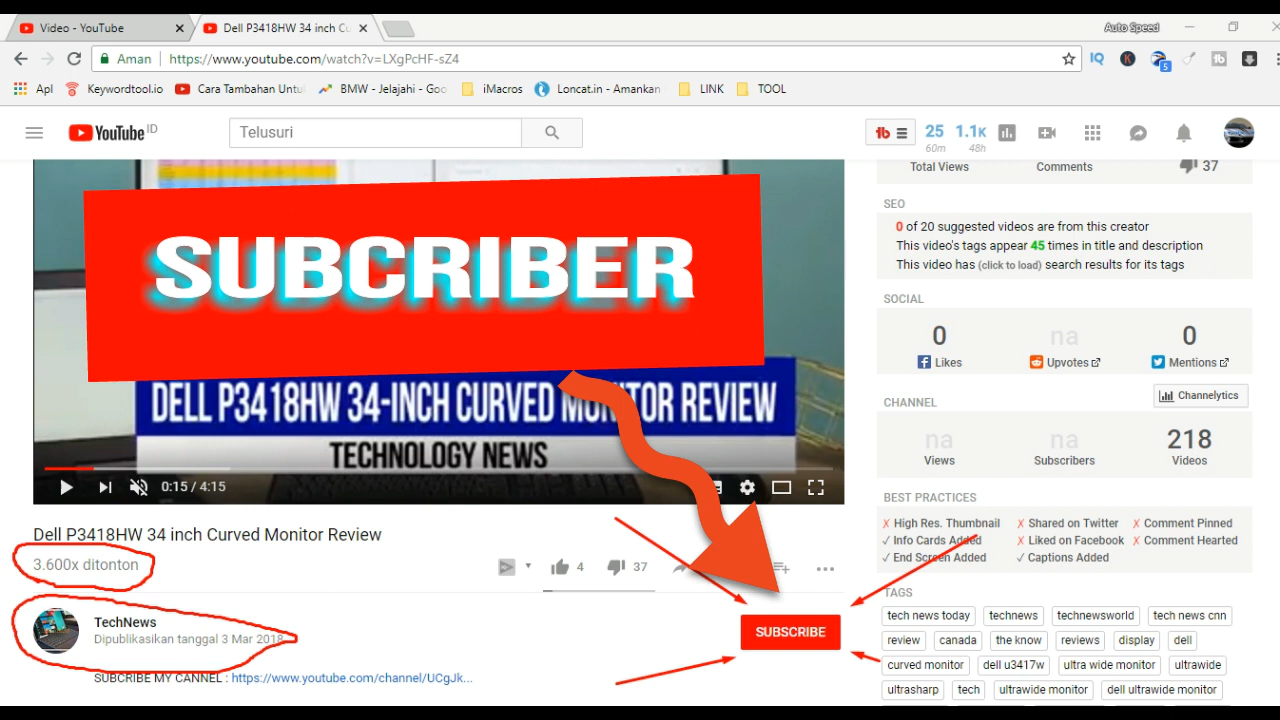 Video - YouTube
Dell P3418HW 34 inch Cu
Auto Speed
Aman
https://www.youtube.com/watch?v=LXgPcHF-sZ4
IQ
K
5
tb
Apl
Keywordtool.io
Cara Tambahan Untu
BMW - Jelajahi - Goo
iMacros
Loncat.in - Amankan
LINK
TOOL
YouTube ID
Telusuri
tb
25
60m
1.1K
48h
SUBCRIBER
DELL P3418HW 34-INCH CURVED MONITOR REVIEW
TECHNOLOGY NEWS
0:15 / 4:15
Dell P3418HW 34 inch Curved Monitor Review
3.600x ditonton
4
37
TechNews
Dipublikasikan tanggal 3 Mar 2018
SUBSCRIBE
SUBCRIBE MY CANNEL : https://www.youtube.com/channel/UCgJk...
Total Views
Comments
37
SEO
0 of 20 suggested videos are from this creator
This video's tags appear 45 times in title and description
This video has (click to load) search results for its tags
SOCIAL
0 na 0
Likes Upvotes Mentions
CHANNEL
Channelytics
na na 218
Views Subscribers Videos
BEST PRACTICES
✗ High Res. Thumbnail ✗ Shared on Twitter ✗ Comment Pinned
✓ Info Cards Added ✗ Liked on Facebook ✗ Comment Hearted
✓ End Screen Added ✓ Captions Added
TAGS
tech news today technews technewsworld tech news cnn
review canada the know reviews display dell
curved monitor dell u3417w ultra wide monitor ultrawide
ultrasharp tech ultrawide monitor dell ultrawide monitor